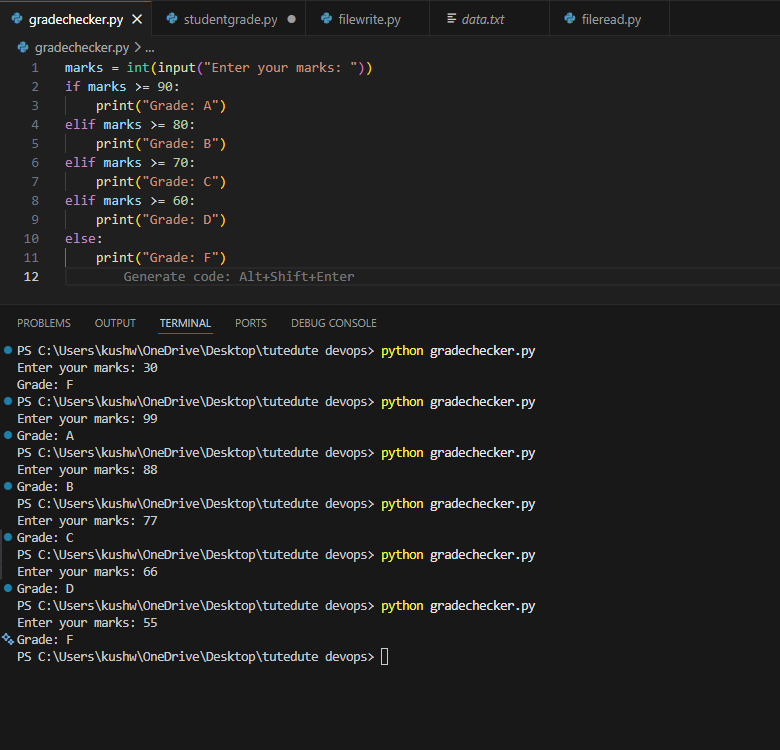 gradechecker.py studentgrade.py filewrite.py data.txt fileread.py
gradechecker.py > ...
1 marks = int(input("Enter your marks: "))
2 if marks >= 90:
3 print("Grade: A")
4 elif marks >= 80:
5 print("Grade: B")
6 elif marks >= 70:
7 print("Grade: C")
8 elif marks >= 60:
9 print("Grade: D")
10 else:
11 print("Grade: F")
12 Generate code: Alt+Shift+Enter
PROBLEMS OUTPUT TERMINAL PORTS DEBUG CONSOLE
PS C:\Users\kushw\OneDrive\Desktop\tutedute devops> python gradechecker.py
Enter your marks: 30
Grade: F
PS C:\Users\kushw\OneDrive\Desktop\tutedute devops> python gradechecker.py
Enter your marks: 99
Grade: A
PS C:\Users\kushw\OneDrive\Desktop\tutedute devops> python gradechecker.py
Enter your marks: 88
Grade: B
PS C:\Users\kushw\OneDrive\Desktop\tutedute devops> python gradechecker.py
Enter your marks: 77
Grade: C
PS C:\Users\kushw\OneDrive\Desktop\tutedute devops> python gradechecker.py
Enter your marks: 66
Grade: D
PS C:\Users\kushw\OneDrive\Desktop\tutedute devops> python gradechecker.py
Enter your marks: 55
Grade: F
PS C:\Users\kushw\OneDrive\Desktop\tutedute devops>